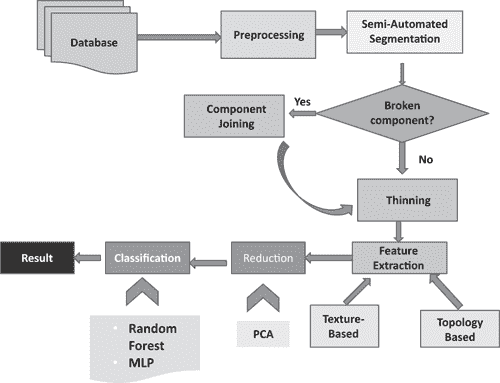 Database
Preprocessing
Semi-Automated
Segmentation
Broken
component?
Yes
Component
Joining
No
Thinning
Feature
Extraction
Reduction
Classification
Result
Texture-
Based
Topology
Based
PCA
• Random
Forest
• MLP